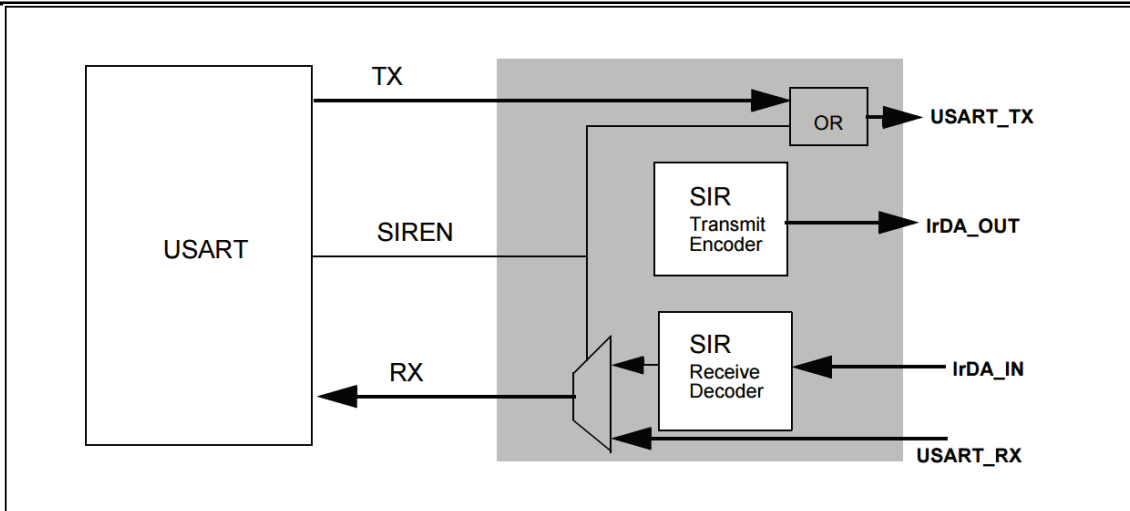 TX
OR
USART_TX
SIR
Transmit
Encoder
IrDA_OUT
USART
SIREN
SIR
Receive
Decoder
IrDA_IN
RX
USART_RX